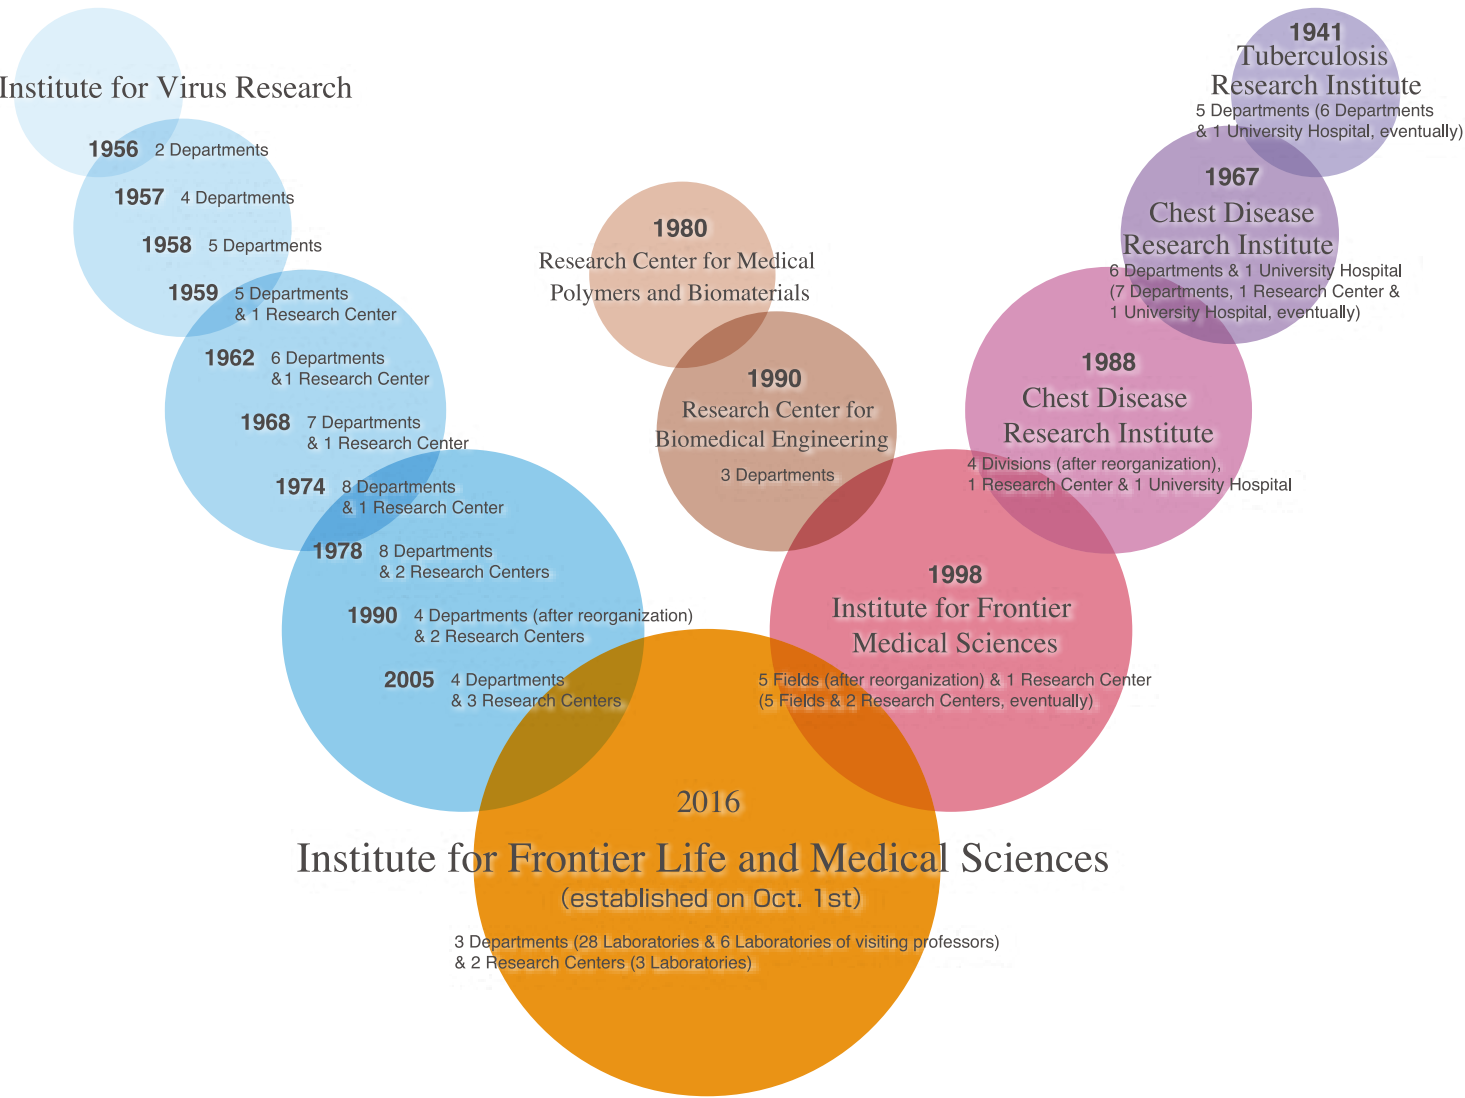 Institute for Virus Research
1956 2 Departments
1957 4 Departments
1958 5 Departments
1959 5 Departments
& 1 Research Center
1962 6 Departments
&1 Research Center
1968 7 Departments
& 1 Research Center
1974 8 Departments
& 1 Research Center
1978 8 Departments
& 2 Research Centers
1990 4 Departments (after reorganization)
& 2 Research Centers
2005 4 Departments
& 3 Research Centers
1980
Research Center for Medical
Polymers and Biomaterials
1990
Research Center for
Biomedical Engineering
3 Departments
1941
Tuberculosis
Research Institute
5 Departments (6 Departments
& 1 University Hospital, eventually)
1967
Chest Disease
Research Institute
6 Departments & 1 University Hospital
(7 Departments, 1 Research Center &
1 University Hospital, eventually)
1988
Chest Disease
Research Institute
4 Divisions (after reorganization),
1 Research Center & 1 University Hospital
1998
Institute for Frontier
Medical Sciences
5 Fields (after reorganization) & 1 Research Center
(5 Fields & 2 Research Centers, eventually)
2016
Institute for Frontier Life and Medical Sciences
(established on Oct. 1st)
3 Departments (28 Laboratories & 6 Laboratories of visiting professors)
& 2 Research Centers (3 Laboratories)